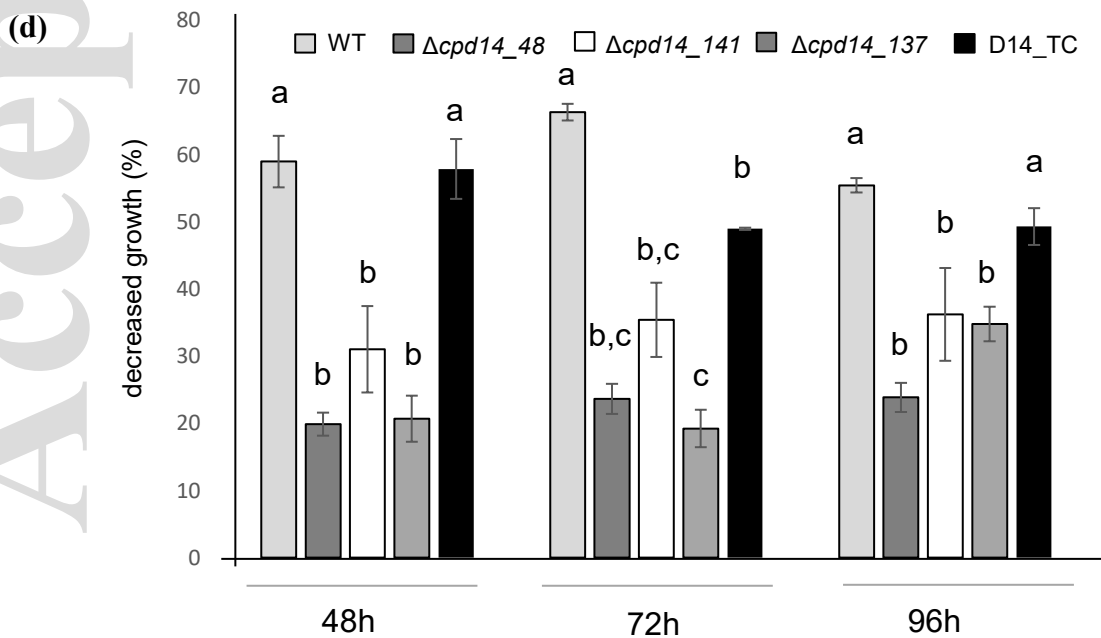 (d)
80
70
60
50
40
30
20
10
0
decreased growth (%)
WT Δcpd14_48 Δcpd14_141 Δcpd14_137 D14_TC
a b b b a
a b,c b,c c b
a b b b a
48h 72h 96h
Accep